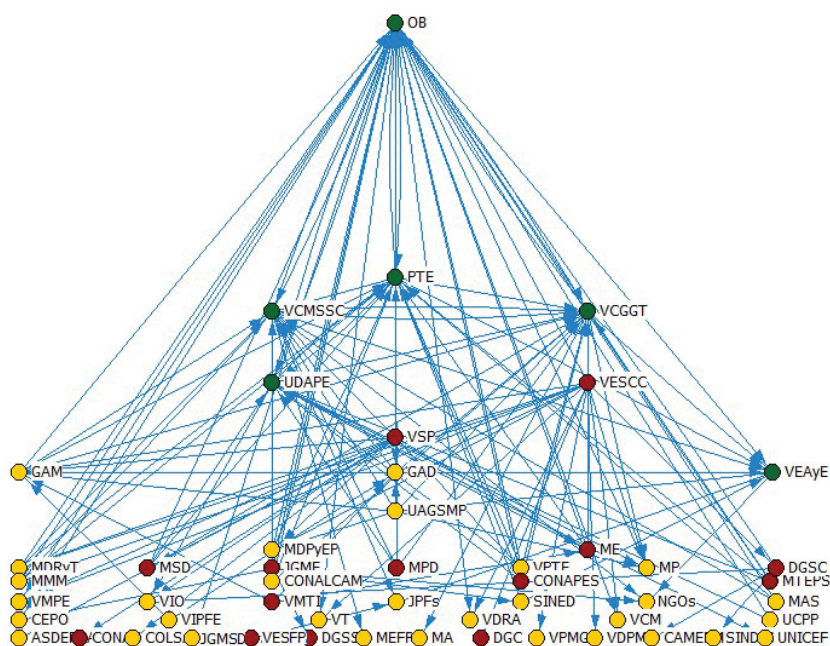 OB
PTE
VCMSSC VCGGT
UDAPE VESCC
VSP
GAM GAD VEAyE
UAGSMP
MDPyEP ME
MDRyT MSD MPD VPTE MP DGSC
MMM CONALCAM CONAPES MTEPS
VMPE VIO VMTI JPFs SINED NGOs MAS
CEPO VIPFE VT VDRA VCM UCPP
COLS JGMSD VESFP DGSS MEFP MA DGC VPMG VDPM CAMEM SIND UNICEF